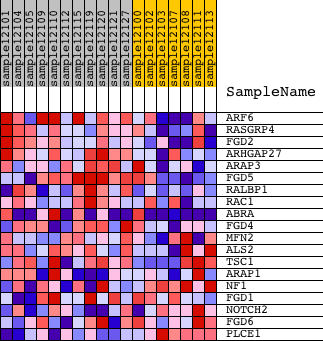 sample12101
sample12104
sample12105
sample12109
sample12110
sample12112
sample12115
sample12119
sample12120
sample12121
sample12127
sample12100
sample12102
sample12103
sample12107
sample12108
sample12111
sample12113
SampleName
ARF6
RASGRP4
FGD2
ARHGAP27
ARAP3
FGD5
RALBP1
RAC1
ABRA
FGD4
MFN2
ALS2
TSC1
ARAP1
NF1
FGD1
NOTCH2
FGD6
PLCE1